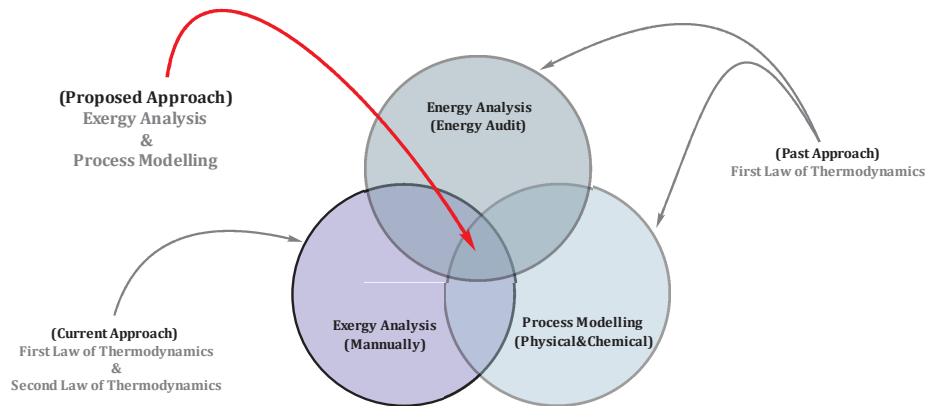 (Proposed Approach)
Exergy Analysis
&
Process Modelling
Energy Analysis
(Energy Audit)
(Past Approach)
First Law of Thermodynamics
(Current Approach)
First Law of Thermodynamics
&
Second Law of Thermodynamics
Exergy Analysis
(Mannually)
Process Modelling
(Physical&Chemical)